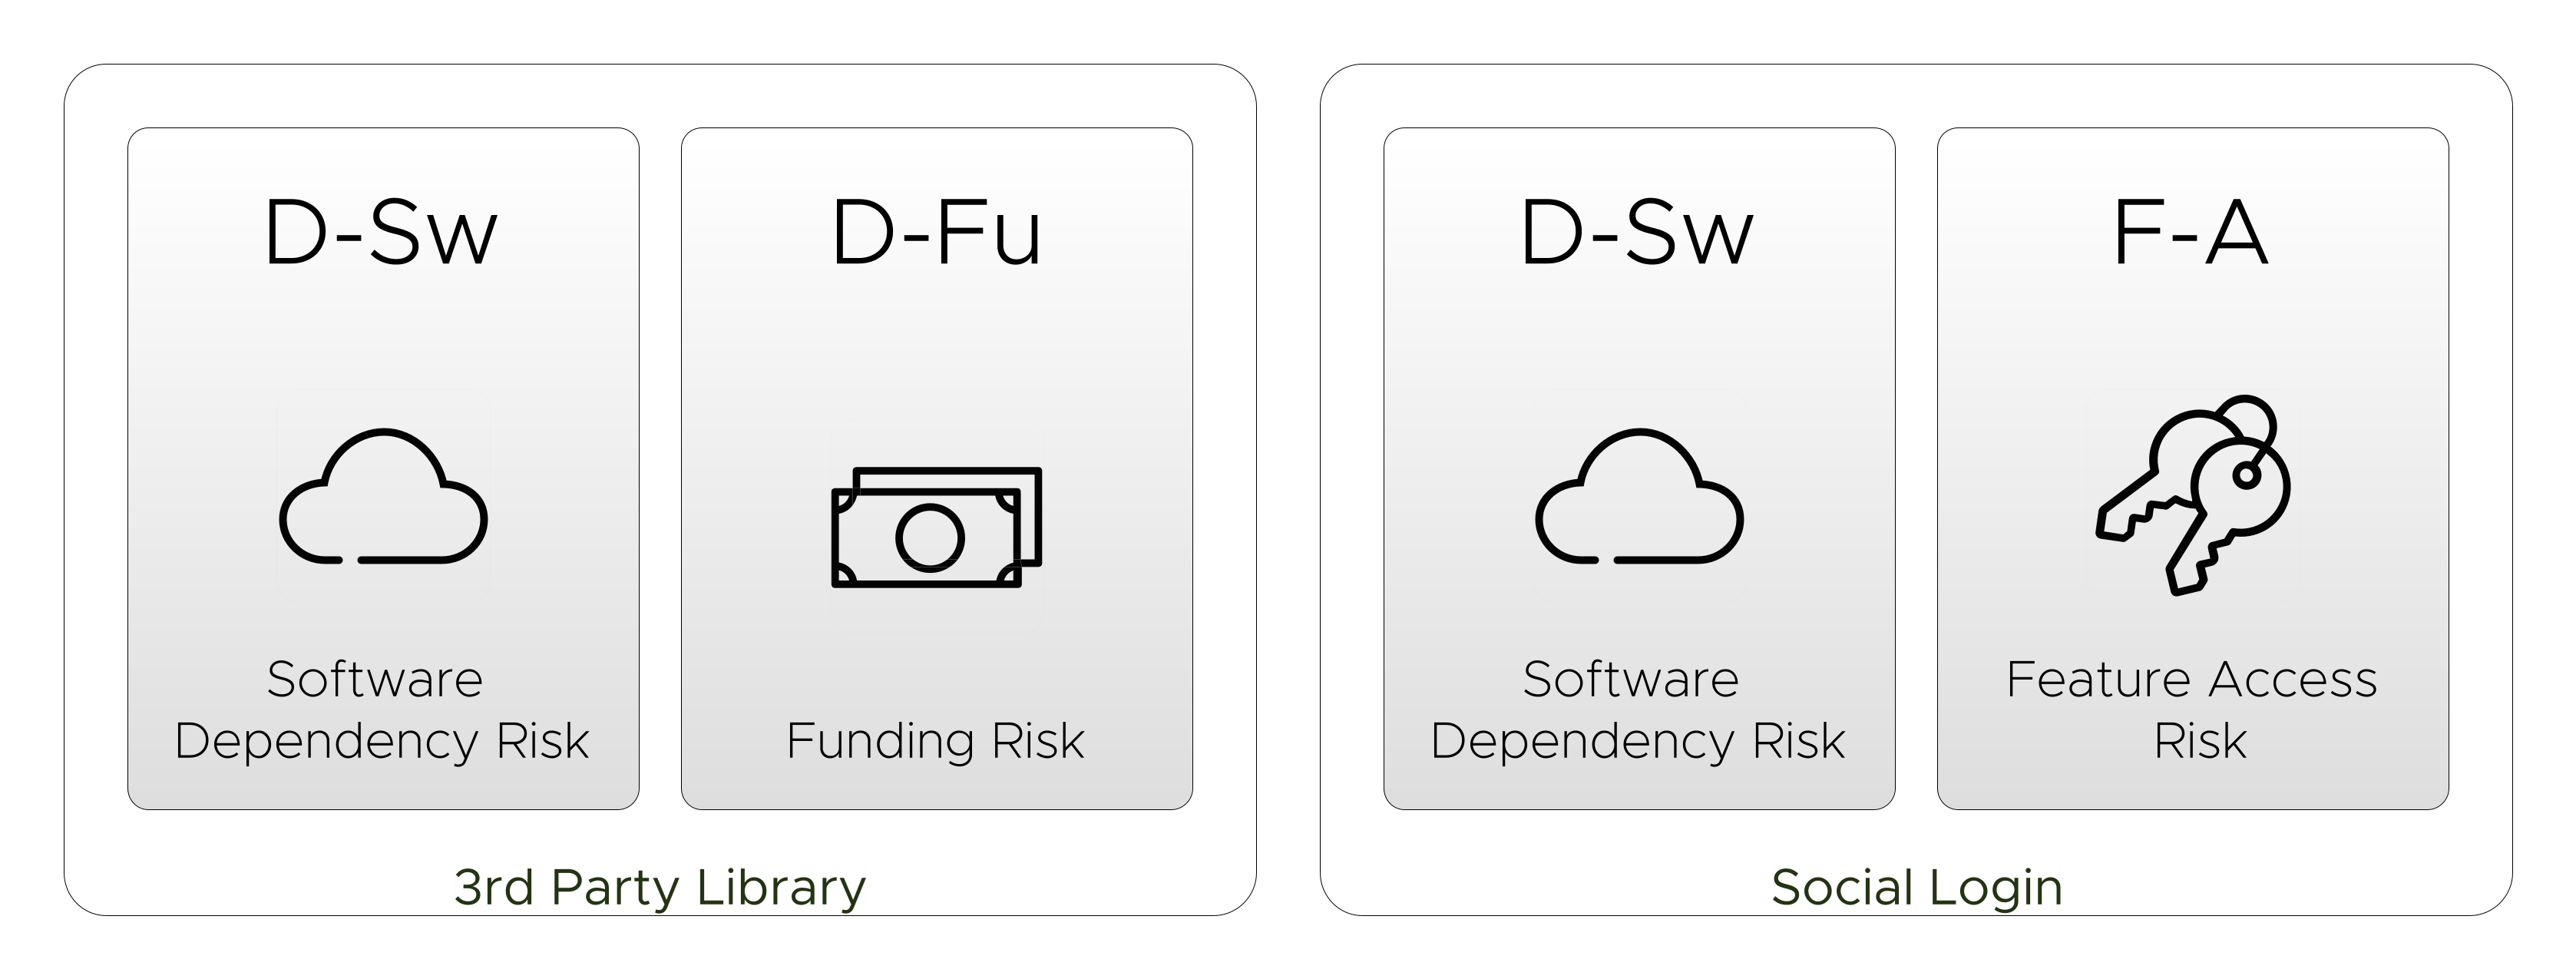 D-Sw
Software
Dependency Risk
D-Fu
Funding Risk
3rd Party Library
D-Sw
Software
Dependency Risk
F-A
Feature Access
Risk
Social Login